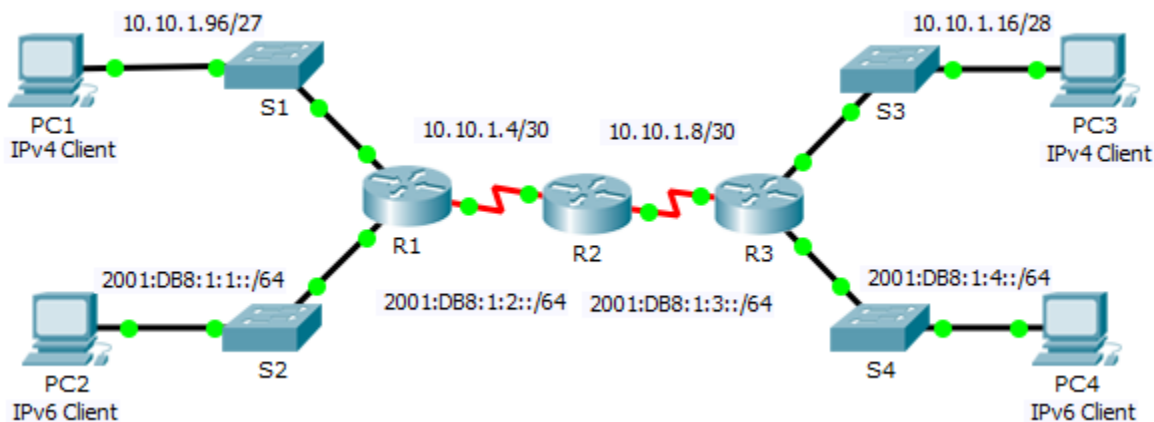 10.10.1.96/27
10.10.1.16/28
S1
S3
PC1
IPv4 Client
10.10.1.4/30
10.10.1.8/30
PC3
IPv4 Client
R1
R2
R3
2001:DB8:1:1::/64
2001:DB8:1:2::/64
2001:DB8:1:3::/64
2001:DB8:1:4::/64
S2
S4
PC2
IPv6 Client
PC4
IPv6 Client